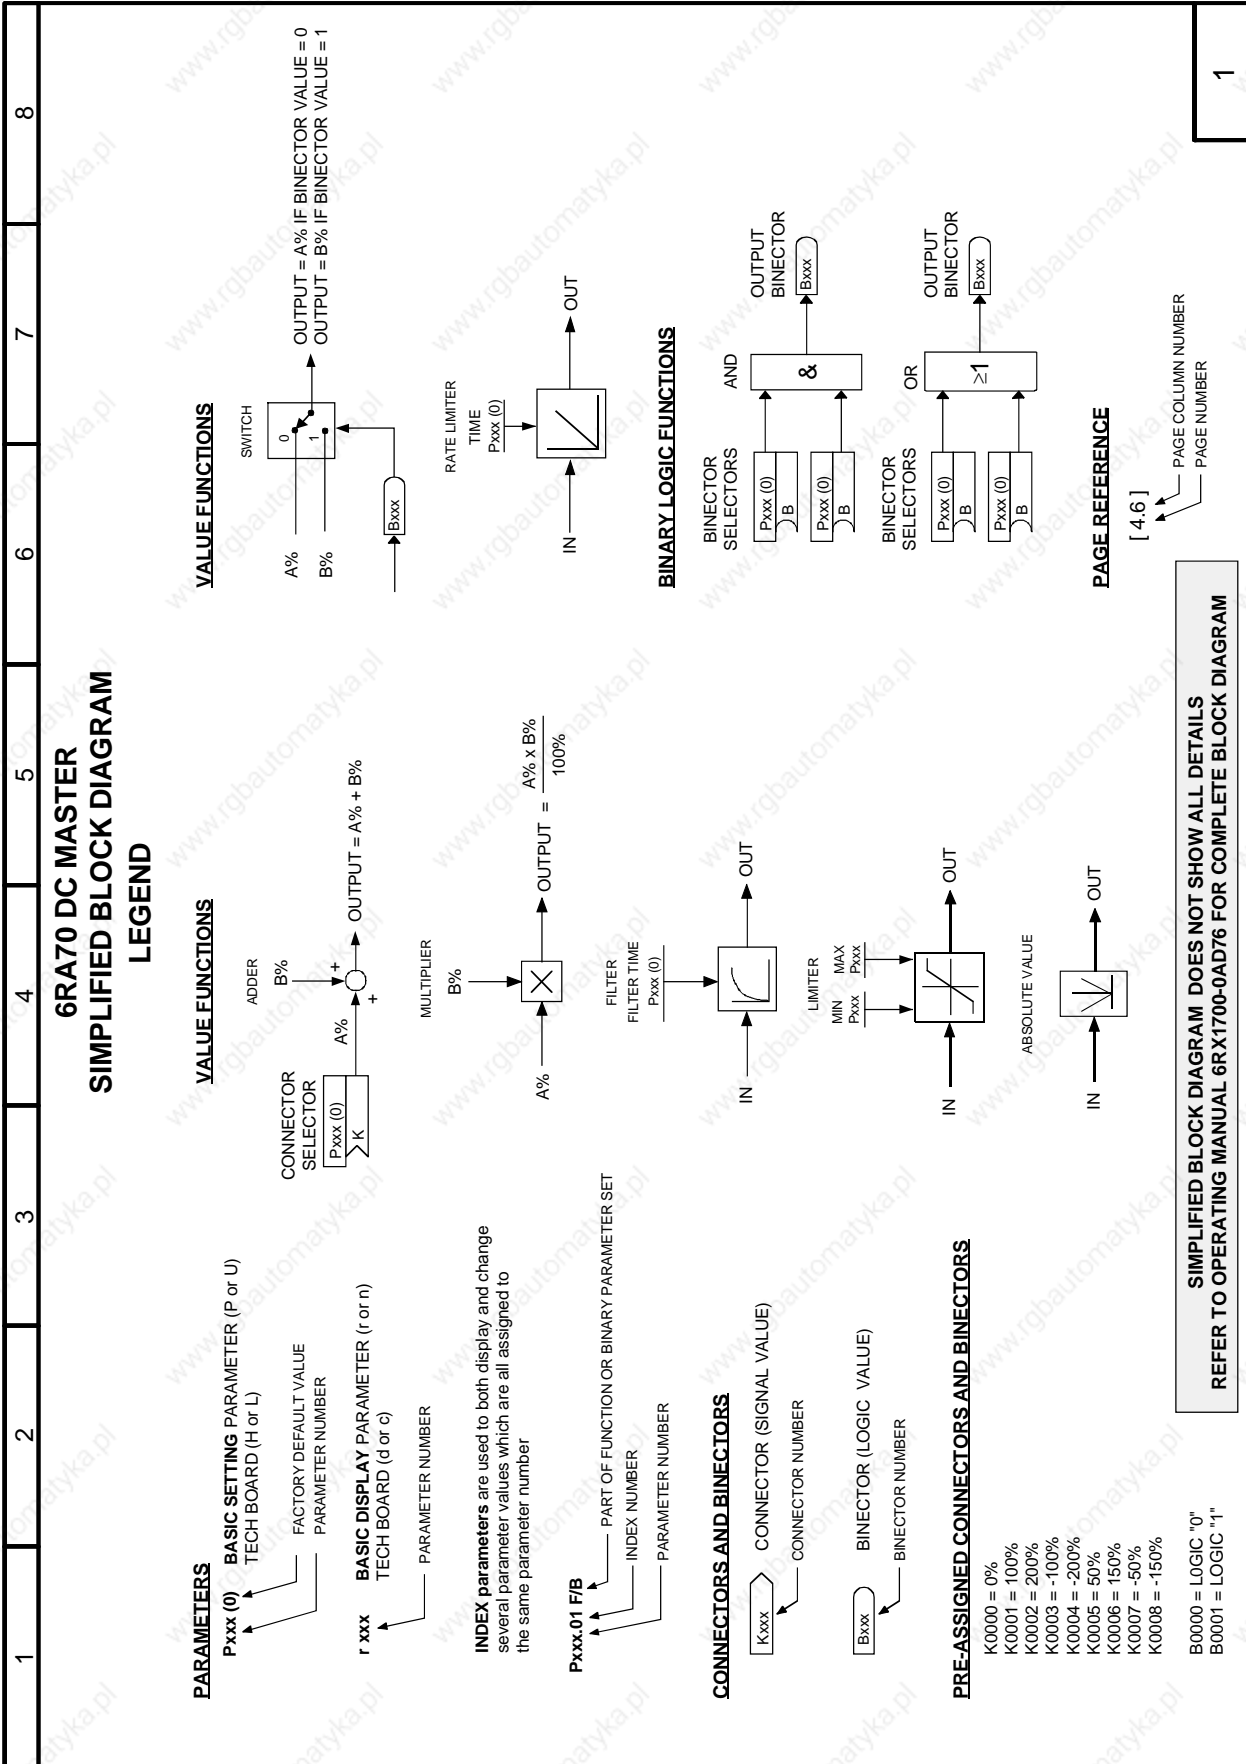 1
2
3
4
5
6
7
8
6RA70 DC MASTER
SIMPLIFIED BLOCK DIAGRAM
LEGEND
PARAMETERS
Pxxx (0)
BASIC SETTING PARAMETER (P or U)
TECH BOARD (H or L)
FACTORY DEFAULT VALUE
PARAMETER NUMBER
r xxx
BASIC DISPLAY PARAMETER (r or n)
TECH BOARD (d or c)
PARAMETER NUMBER
INDEX parameters are used to both display and change
several parameter values which are all assigned to
the same parameter number
Pxxx.01 F/B
PART OF FUNCTION OR BINARY PARAMETER SET
INDEX NUMBER
PARAMETER NUMBER
CONNECTORS AND BINECTORS
Kxxx
CONNECTOR (SIGNAL VALUE)
CONNECTOR NUMBER
Bxxx
BINECTOR (LOGIC VALUE)
BINECTOR NUMBER
PRE-ASSIGNED CONNECTORS AND BINECTORS
K0000 = 0%
K0001 = 100%
K0002 = 200%
K0003 = -100%
K0004 = -200%
K0005 = 50%
K0006 = 150%
K0007 = -50%
K0008 = -150%
B0000 = LOGIC "0"
B0001 = LOGIC "1"
VALUE FUNCTIONS
CONNECTOR
SELECTOR
Pxxx (0)
K
ADDER
B%
A%
+
+
OUTPUT = A% + B%
MULTIPLIER
B%
A%
OUTPUT =
A% x B%
100%
FILTER
FILTER TIME
Pxxx (0)
IN
OUT
LIMITER
MIN
Pxxx
MAX
Pxxx
IN
OUT
ABSOLUTE VALUE
IN
OUT
VALUE FUNCTIONS
SWITCH
A%
B%
0
1
Bxxx
OUTPUT = A% IF BINECTOR VALUE = 0
OUTPUT = B% IF BINECTOR VALUE = 1
RATE LIMITER
TIME
Pxxx (0)
IN
OUT
BINARY LOGIC FUNCTIONS
BINECTOR
SELECTORS
Pxxx (0)
B
Pxxx (0)
B
AND
&
OUTPUT
BINECTOR
Bxxx
BINECTOR
SELECTORS
Pxxx (0)
B
Pxxx (0)
B
OR
≥1
OUTPUT
BINECTOR
Bxxx
PAGE REFERENCE
[ 4.6 ]
PAGE COLUMN NUMBER
PAGE NUMBER
SIMPLIFIED BLOCK DIAGRAM DOES NOT SHOW ALL DETAILS
REFER TO OPERATING MANUAL 6RX1700-0AD76 FOR COMPLETE BLOCK DIAGRAM
1
www.rgbautomatyka.pl